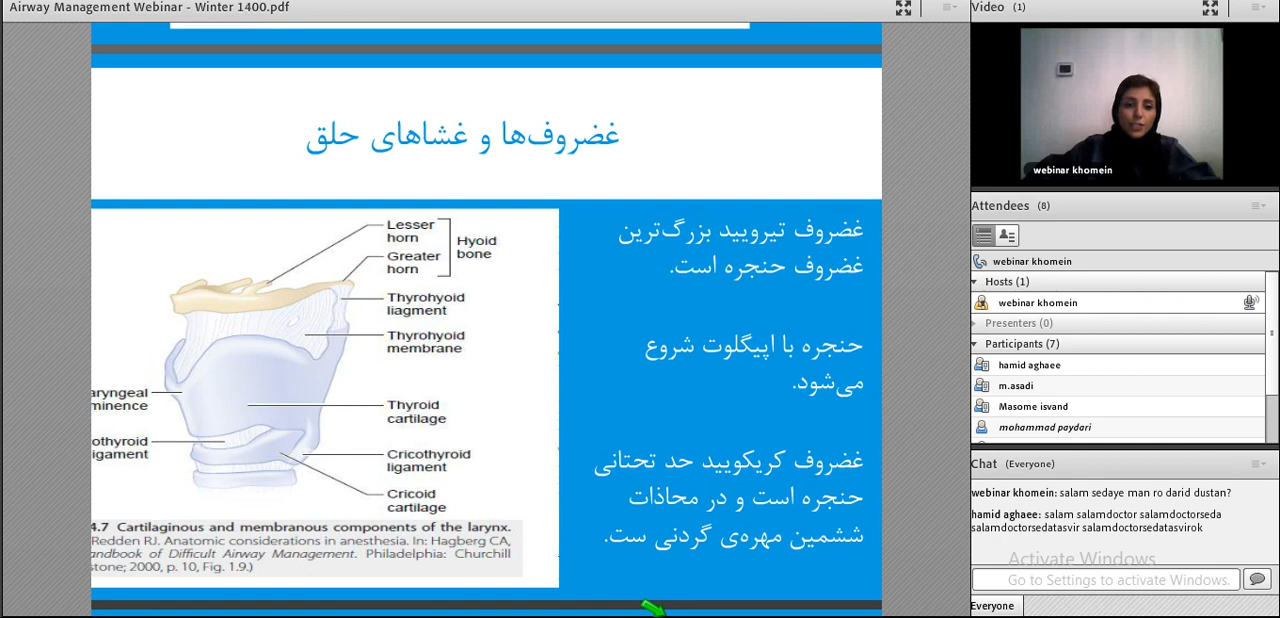 Airway Management Webinar - Winter 1400.pdf
غضروف‌ها و غشاهای حلق
غضروف تیرویید بزرگ‌ترین
غضروف حنجره است.
حنجره با اپیگلوت شروع
می‌شود.
غضروف کریکویید حد تحتانی
حنجره است و در محاذات
ششمین مهره‌ی گردنی ست.
Lesser
horn
Greater
horn
Hyoid
bone
Thyrohyoid
liagment
Thyrohyoid
membrane
aryngeal
minence
Thyroid
cartilage
othyroid
igament
Cricothyroid
ligament
Cricoid
cartilage
4.7 Cartilaginous and membranous components of the larynx.
Redden RJ. Anatomic considerations in anesthesia. In: Hagberg CA,
andbook of Difficult Airway Management. Philadelphia: Churchill
stone; 2000, p. 10, Fig. 1.9.)
Video (1)
webinar khomein
Attendees (8)
webinar khomein
Hosts (1)
webinar khomein
Presenters (0)
Participants (7)
hamid aghaee
m.asadi
Masome isvand
mohammad paydari
Chat (Everyone)
webinar khomein: salam sedaye man ro darid dustan?
hamid aghaee: salam salamdoctor salamdoctorseda
salamdoctorsedatasvir salamdoctorsedatasvirok
Activate Windows
Go to Settings to activate Windows.
Everyone